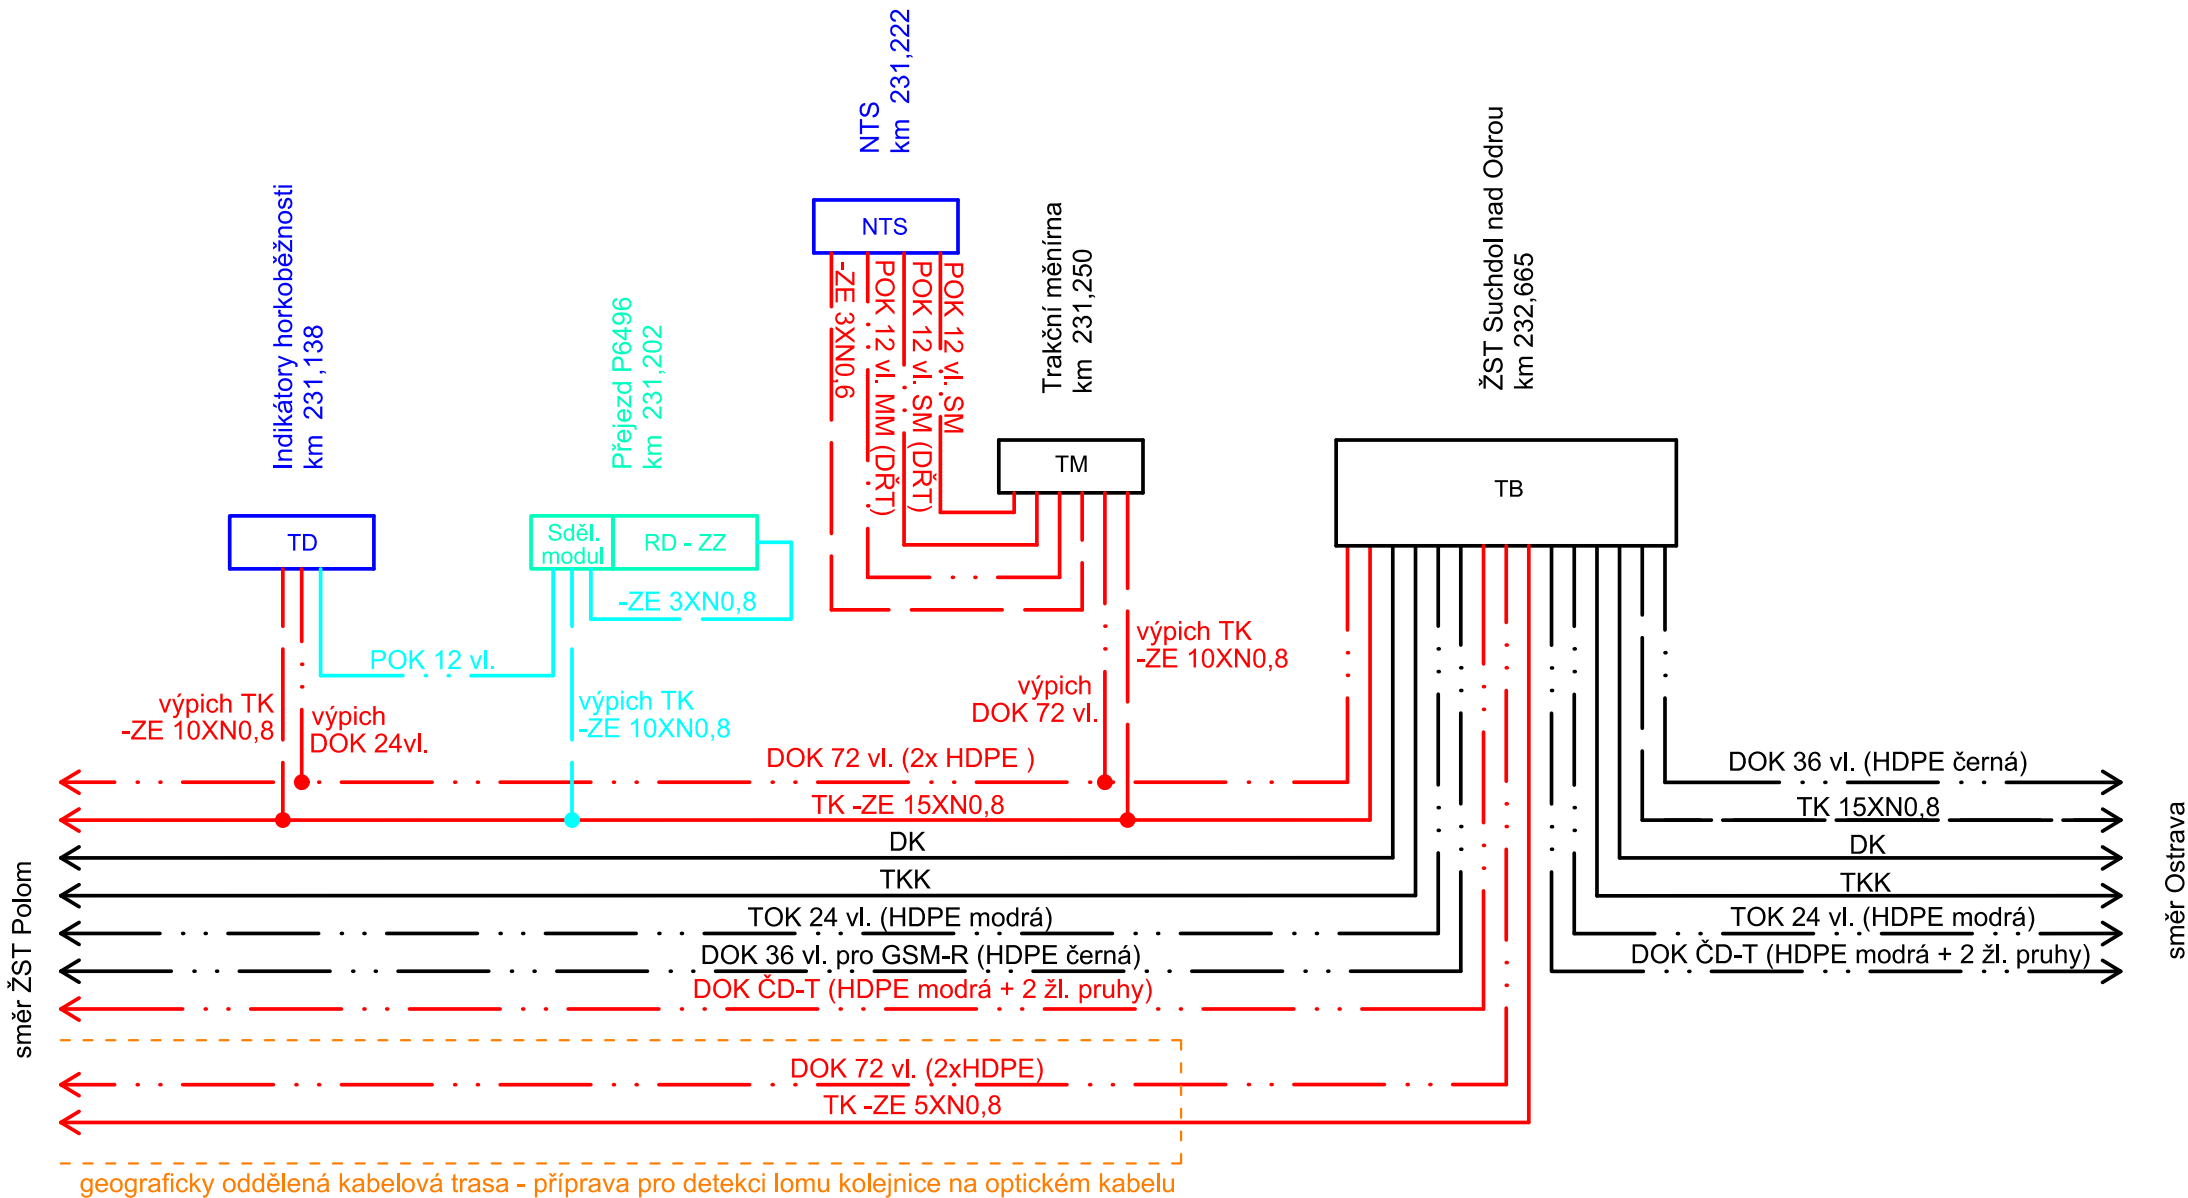 NTS
km 231,222
Indikátory horkoběžnosti
km 231,138
Přejezd P6496
km 231,202
Trakční měnírna
km 231,250
ŽST Suchdol nad Odrou
km 232,665
NTS
-ZE 3XN0,6
POK 12 vl. MM (DŘT)
POK 12 vl. SM (DŘT)
POK 12 vl. SM
TM
TB
TD
Sděl.
modul
RD - ZZ
-ZE 3XN0,8
POK 12 vl.
výpich TK
-ZE 10XN0,8
výpich
DOK 24vl.
výpich TK
-ZE 10XN0,8
výpich
DOK 72 vl.
výpich TK
-ZE 10XN0,8
DOK 72 vl. (2x HDPE )
TK -ZE 15XN0,8
DK
TKK
TOK 24 vl. (HDPE modrá)
DOK 36 vl. pro GSM-R (HDPE černá)
DOK ČD-T (HDPE modrá + 2 žl. pruhy)
DOK 72 vl. (2xHDPE)
TK -ZE 5XN0,8
DOK 36 vl. (HDPE černá)
TK 15XN0,8
DK
TKK
TOK 24 vl. (HDPE modrá)
DOK ČD-T (HDPE modrá + 2 žl. pruhy)
směr ŽST Polom
směr Ostrava
geograficky oddělená kabelová trasa - příprava pro detekci lomu kolejnice na optickém kabelu